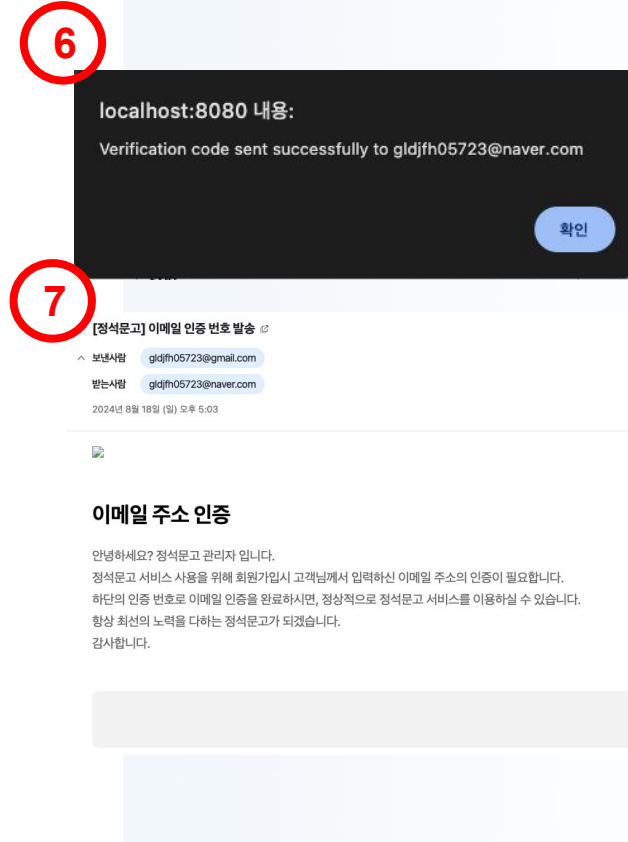 6
localhost:8080 내용:
Verification code sent successfully to gldjfh05723@naver.com
확인
7
[정석문고] 이메일 인증 번호 발송
보낸사람 gldjfh05723@gmail.com
받는사람 gldjfh05723@naver.com
2024년 8월 18일 (일) 오후 5:03
이메일 주소 인증
안녕하세요? 정석문고 관리자 입니다.
정석문고 서비스 사용을 위해 회원가입시 고객님께서 입력하신 이메일 주소의 인증이 필요합니다.
하단의 인증 번호로 이메일 인증을 완료하시면, 정상적으로 정석문고 서비스를 이용하실 수 있습니다.
항상 최선의 노력을 다하는 정석문고가 되겠습니다.
감사합니다.